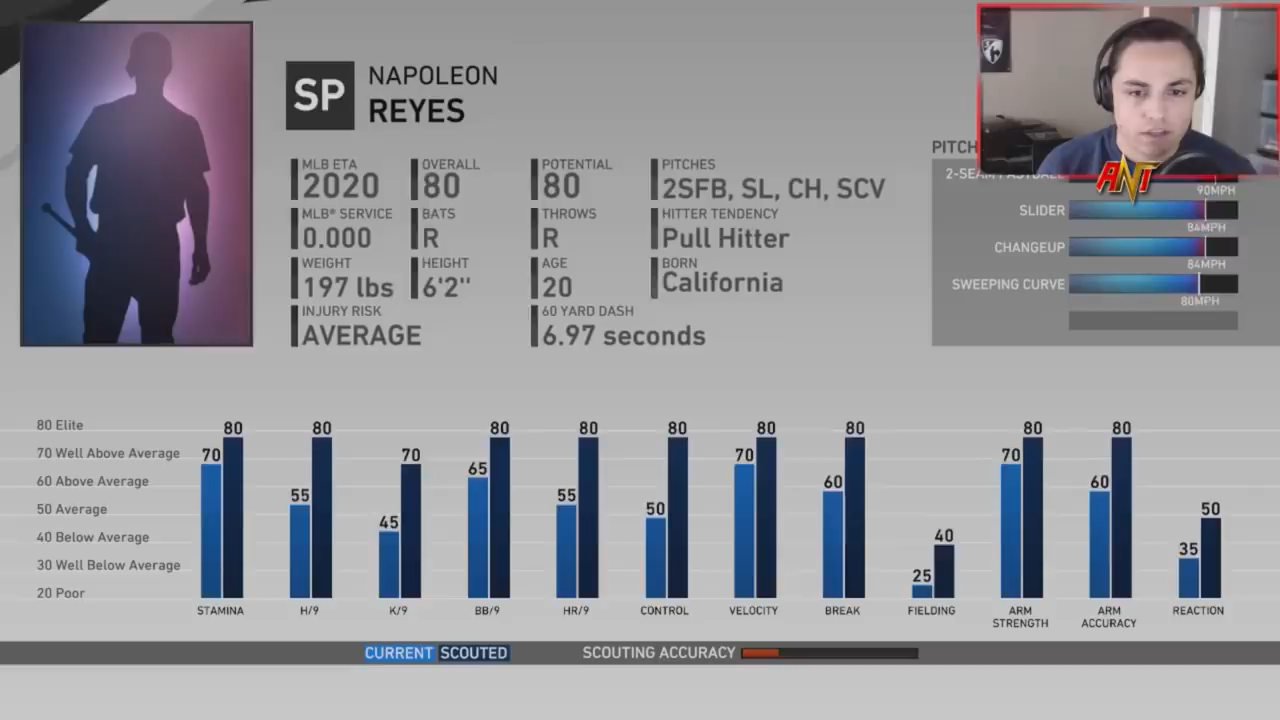 SP
NAPOLEON
REYES
MLB ETA OVERALL POTENTIAL PITCHES
2020 80 80 2SFB, SL, CH, SCV
MLB® SERVICE BATS THROWS HITTER TENDENCY
0.000 R R Pull Hitter
WEIGHT HEIGHT AGE BORN
197 lbs 6'2" 20 California
INJURY RISK 60 YARD DASH
AVERAGE 6.97 seconds
ANT
90MPH
SLIDER
84MPH
CHANGEUP
84MPH
SWEEPING CURVE
80MPH
80 Elite
70 Well Above Average
60 Above Average
50 Average
40 Below Average
30 Well Below Average
20 Poor
70 80 55 80 45 70 65 80 55 80 50 80 70 80 60 80 25 40 70 80 60 80 35 50
STAMINA H/9 K/9 BB/9 HR/9 CONTROL VELOCITY BREAK FIELDING ARM STRENGTH ARM ACCURACY REACTION
CURRENT SCOUTED SCOUTING ACCURACY